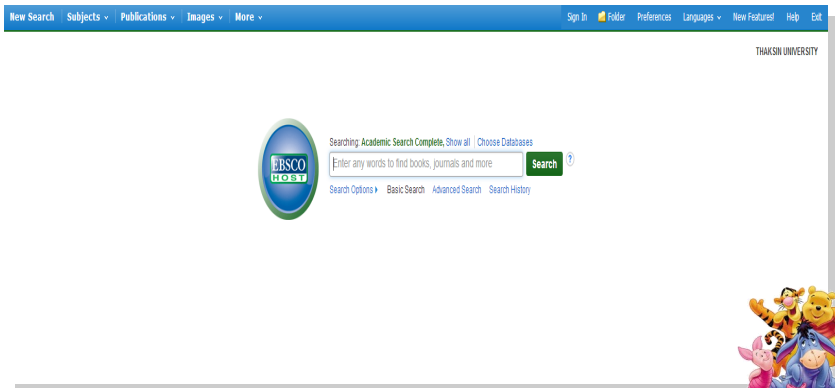 New Search Subjects Publications Images More Sign In Folder Preferences Languages New Features! Help Exit
THAKSIN UNIVERSITY
Searching: Academic Search Complete, Show all | Choose Databases
EBSCO
HOST
Enter any words to find books, journals and more Search ?
Search Options Basic Search Advanced Search Search History